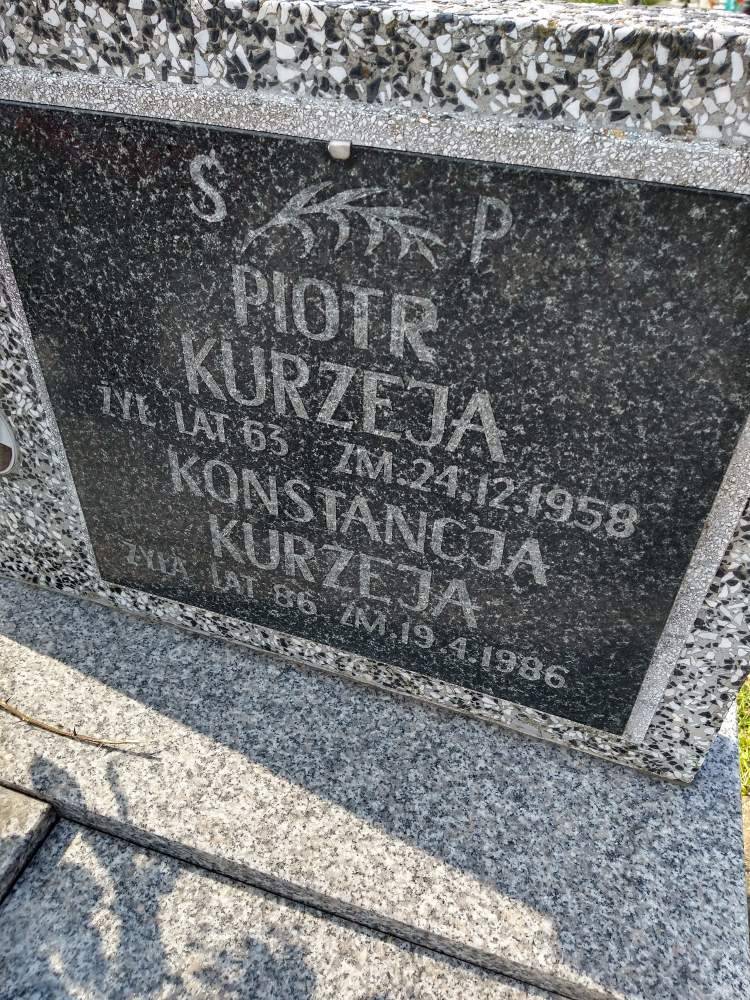 S P
PIOTR
KURZEJA
ŻYŁ LAT 63 ZM.24.12.1958
KONSTANCJA
KURZEJA
ŻYŁA LAT 86 ZM.19.4.1986